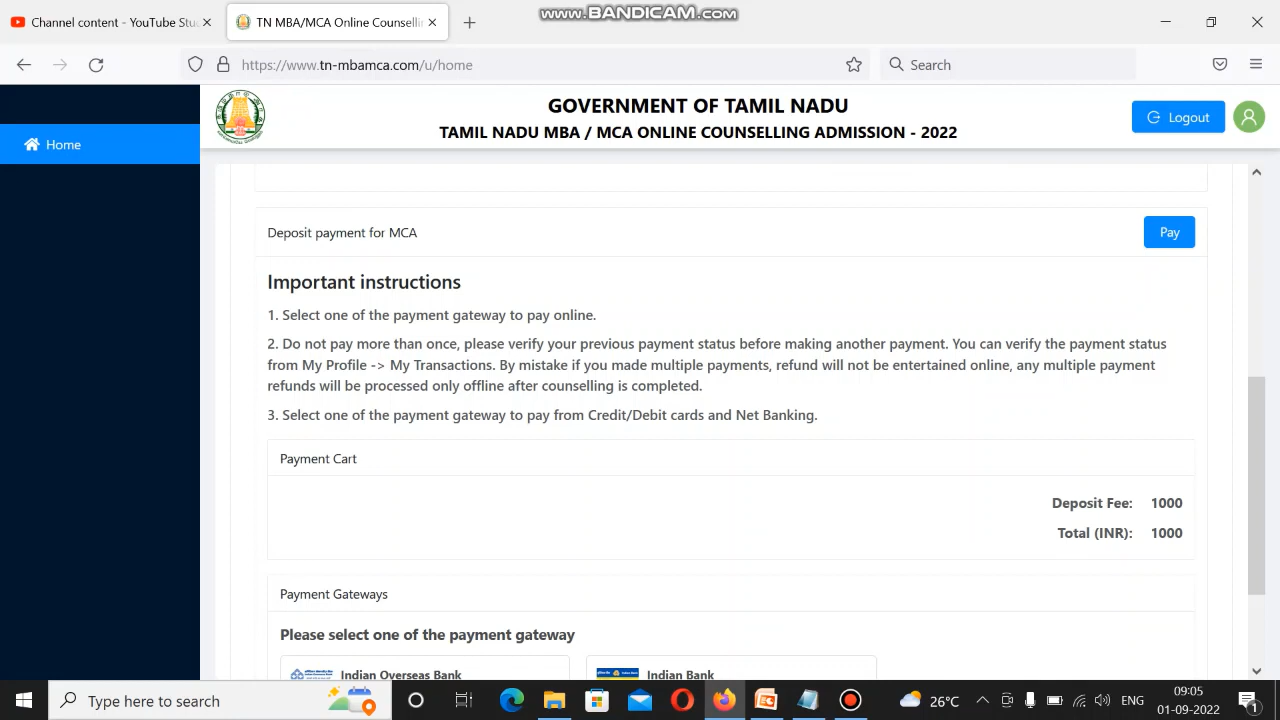 www.BANDICAM.com
Channel content - YouTube Stu
TN MBA/MCA Online Counselli
https://www.tn-mbamca.com/u/home
Search
GOVERNMENT OF TAMIL NADU
TAMIL NADU MBA / MCA ONLINE COUNSELLING ADMISSION - 2022
Logout
Home
Deposit payment for MCA
Pay
Important instructions
1. Select one of the payment gateway to pay online.
2. Do not pay more than once, please verify your previous payment status before making another payment. You can verify the payment status
from My Profile -> My Transactions. By mistake if you made multiple payments, refund will not be entertained online, any multiple payment
refunds will be processed only offline after counselling is completed.
3. Select one of the payment gateway to pay from Credit/Debit cards and Net Banking.
Payment Cart
Deposit Fee: 1000
Total (INR): 1000
Payment Gateways
Please select one of the payment gateway
Indian Overseas Bank
Indian Bank
Type here to search
26°C
ENG
09:05
01-09-2022
1